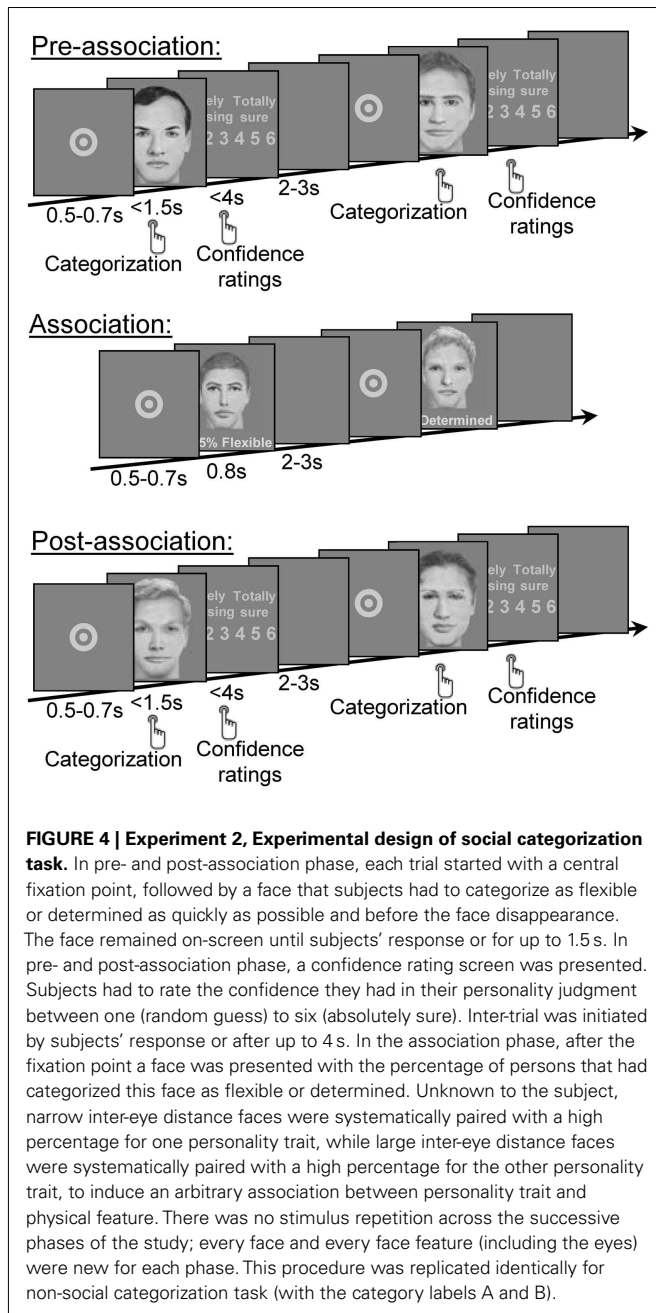 Pre-association:
ely Totally
sing sure
2 3 4 5 6
ely Totally
sing sure
2 3 4 5 6
0.5-0.7s <1.5s <4s 2-3s
Categorization Confidence
ratings
Categorization Confidence
ratings
Association:
5% Flexible
Determined
0.5-0.7s 0.8s 2-3s
Post-association:
ely Totally
sing sure
2 3 4 5 6
ely Totally
sing sure
2 3 4 5 6
0.5-0.7s <1.5s <4s 2-3s
Categorization Confidence
ratings
Categorization Confidence
ratings
FIGURE 4 | Experiment 2, Experimental design of social categorization
task. In pre- and post-association phase, each trial started with a central
fixation point, followed by a face that subjects had to categorize as flexible
or determined as quickly as possible and before the face disappearance.
The face remained on-screen until subjects' response or for up to 1.5 s. In
pre- and post-association phase, a confidence rating screen was presented.
Subjects had to rate the confidence they had in their personality judgment
between one (random guess) to six (absolutely sure). Inter-trial was initiated
by subjects' response or after up to 4 s. In the association phase, after the
fixation point a face was presented with the percentage of persons that had
categorized this face as flexible or determined. Unknown to the subject,
narrow inter-eye distance faces were systematically paired with a high
percentage for one personality trait, while large inter-eye distance faces
were systematically paired with a high percentage for the other personality
trait, to induce an arbitrary association between personality trait and
physical feature. There was no stimulus repetition across the successive
phases of the study; every face and every face feature (including the eyes)
were new for each phase. This procedure was replicated identically for
non-social categorization task (with the category labels A and B).